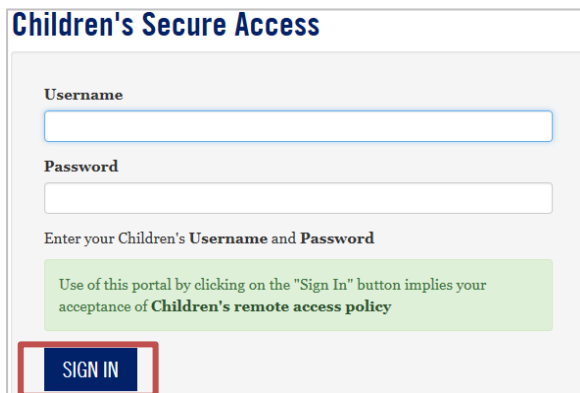 Children's Secure Access
Username
Password
Enter your Children's Username and Password
Use of this portal by clicking on the "Sign In" button implies your
acceptance of Children's remote access policy
SIGN IN